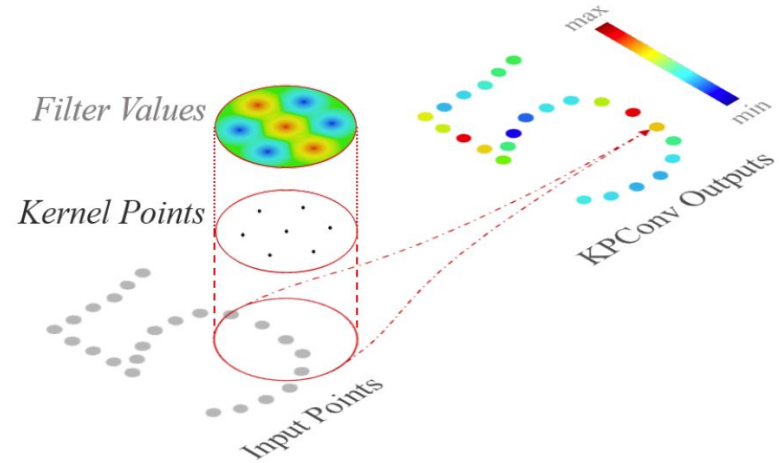 Filter Values
Kernel Points
Input Points
max
min
KPConv Outputs